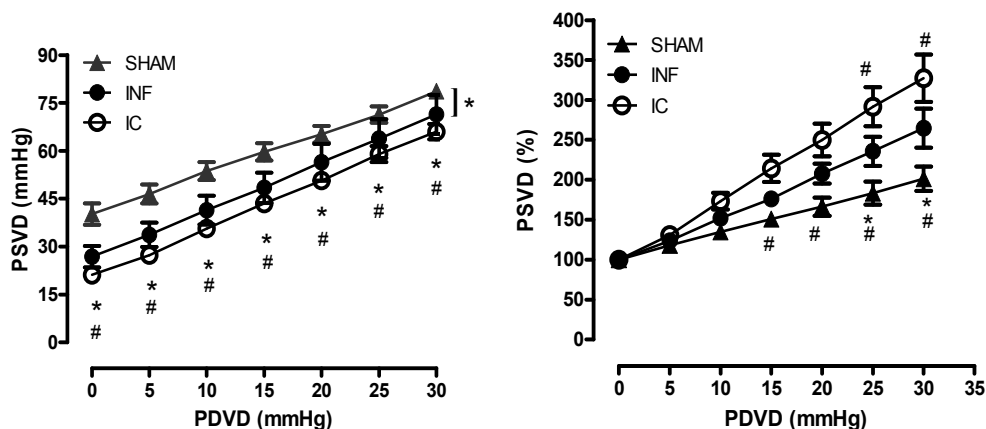 90
75
60
45
30
15
0
PSVD (mmHg)
SHAM
INF
IC
*
* #
* #
* #
* #
* #
* #
* #
0 5 10 15 20 25 30
PDVD (mmHg)
400
350
300
250
200
150
100
50
0
PSVD (%)
SHAM
INF
IC
#
#
#
#
* #
* #
0 5 10 15 20 25 30 35
PDVD (mmHg)